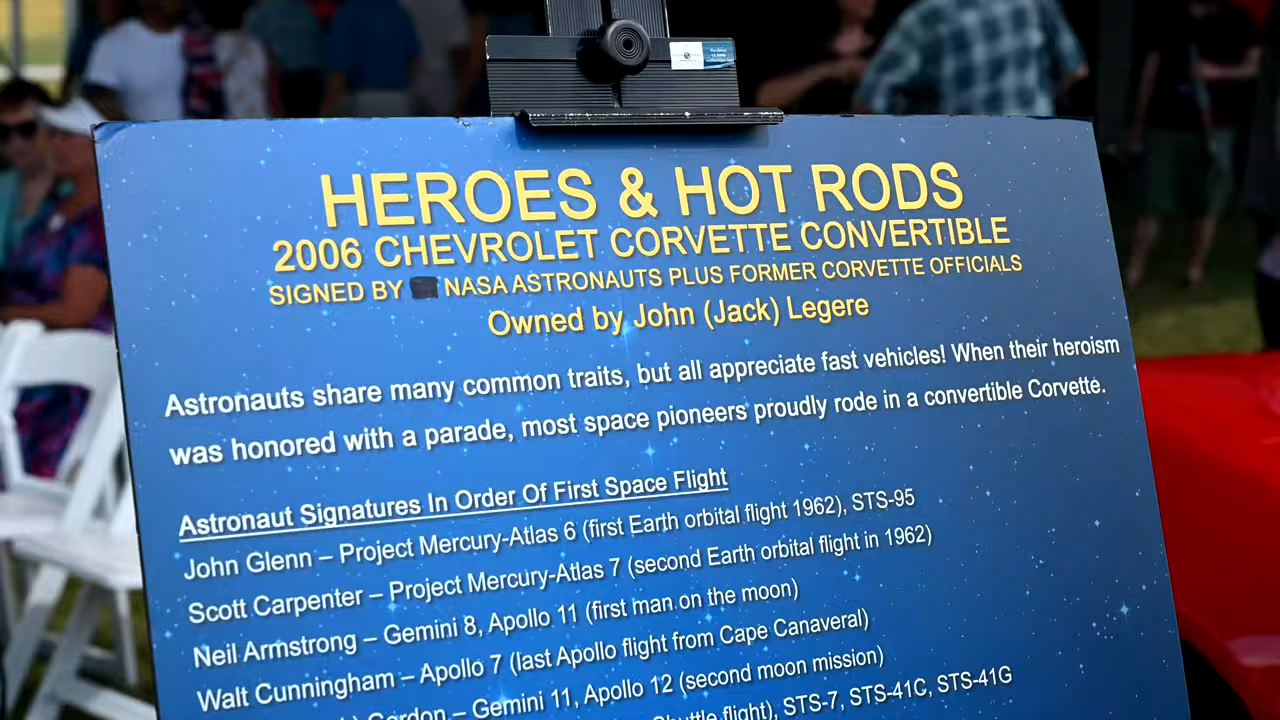 HEROES & HOT RODS
2006 CHEVROLET CORVETTE CONVERTIBLE
SIGNED BY NASA ASTRONAUTS PLUS FORMER CORVETTE OFFICIALS
Owned by John (Jack) Legere
Astronauts share many common traits, but all appreciate fast vehicles! When their heroism
was honored with a parade, most space pioneers proudly rode in a convertible Corvette.
Astronaut Signatures In Order Of First Space Flight
John Glenn – Project Mercury-Atlas 6 (first Earth orbital flight 1962), STS-95
Scott Carpenter – Project Mercury-Atlas 7 (second Earth orbital flight in 1962)
Neil Armstrong – Gemini 8, Apollo 11 (first man on the moon)
Walt Cunningham – Apollo 7 (last Apollo flight from Cape Canaveral)
Gordon – Gemini 11, Apollo 12 (second moon mission)
Shuttle flight), STS-7, STS-41C, STS-41G